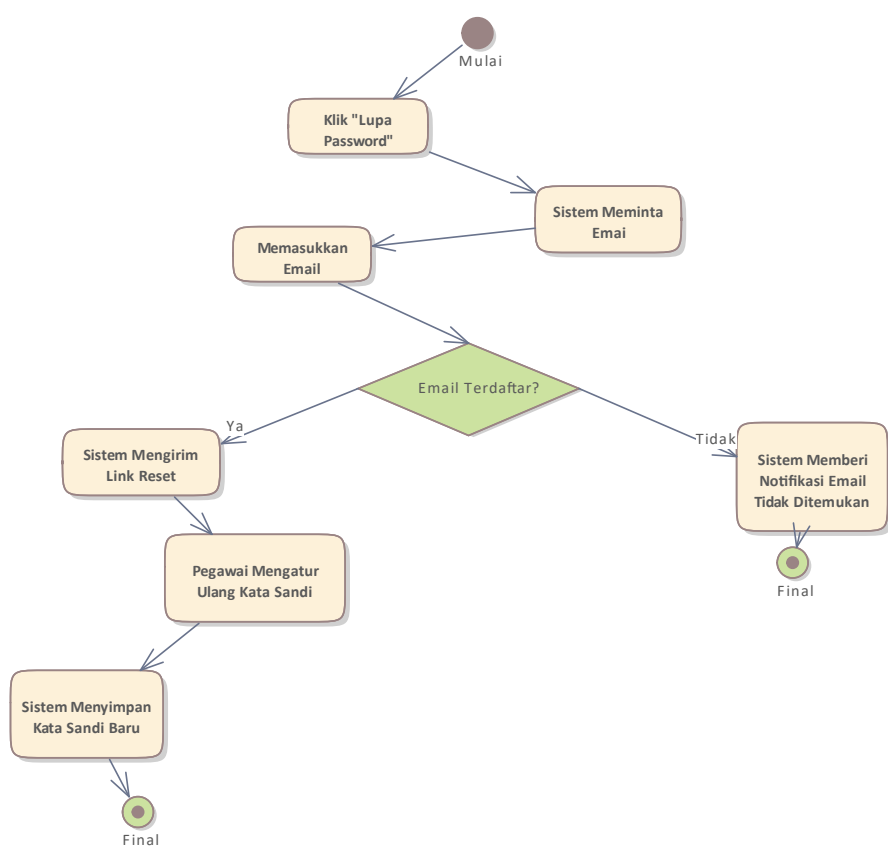 Mulai
Klik "Lupa
Password"
Sistem Meminta
Emai
Memasukkan
Email
Email Terdaftar?
Ya
Tidak
Sistem Mengirim
Link Reset
Sistem Memberi
Notifikasi Email
Tidak Ditemukan
Pegawai Mengatur
Ulang Kata Sandi
Final
Sistem Menyimpan
Kata Sandi Baru
Final